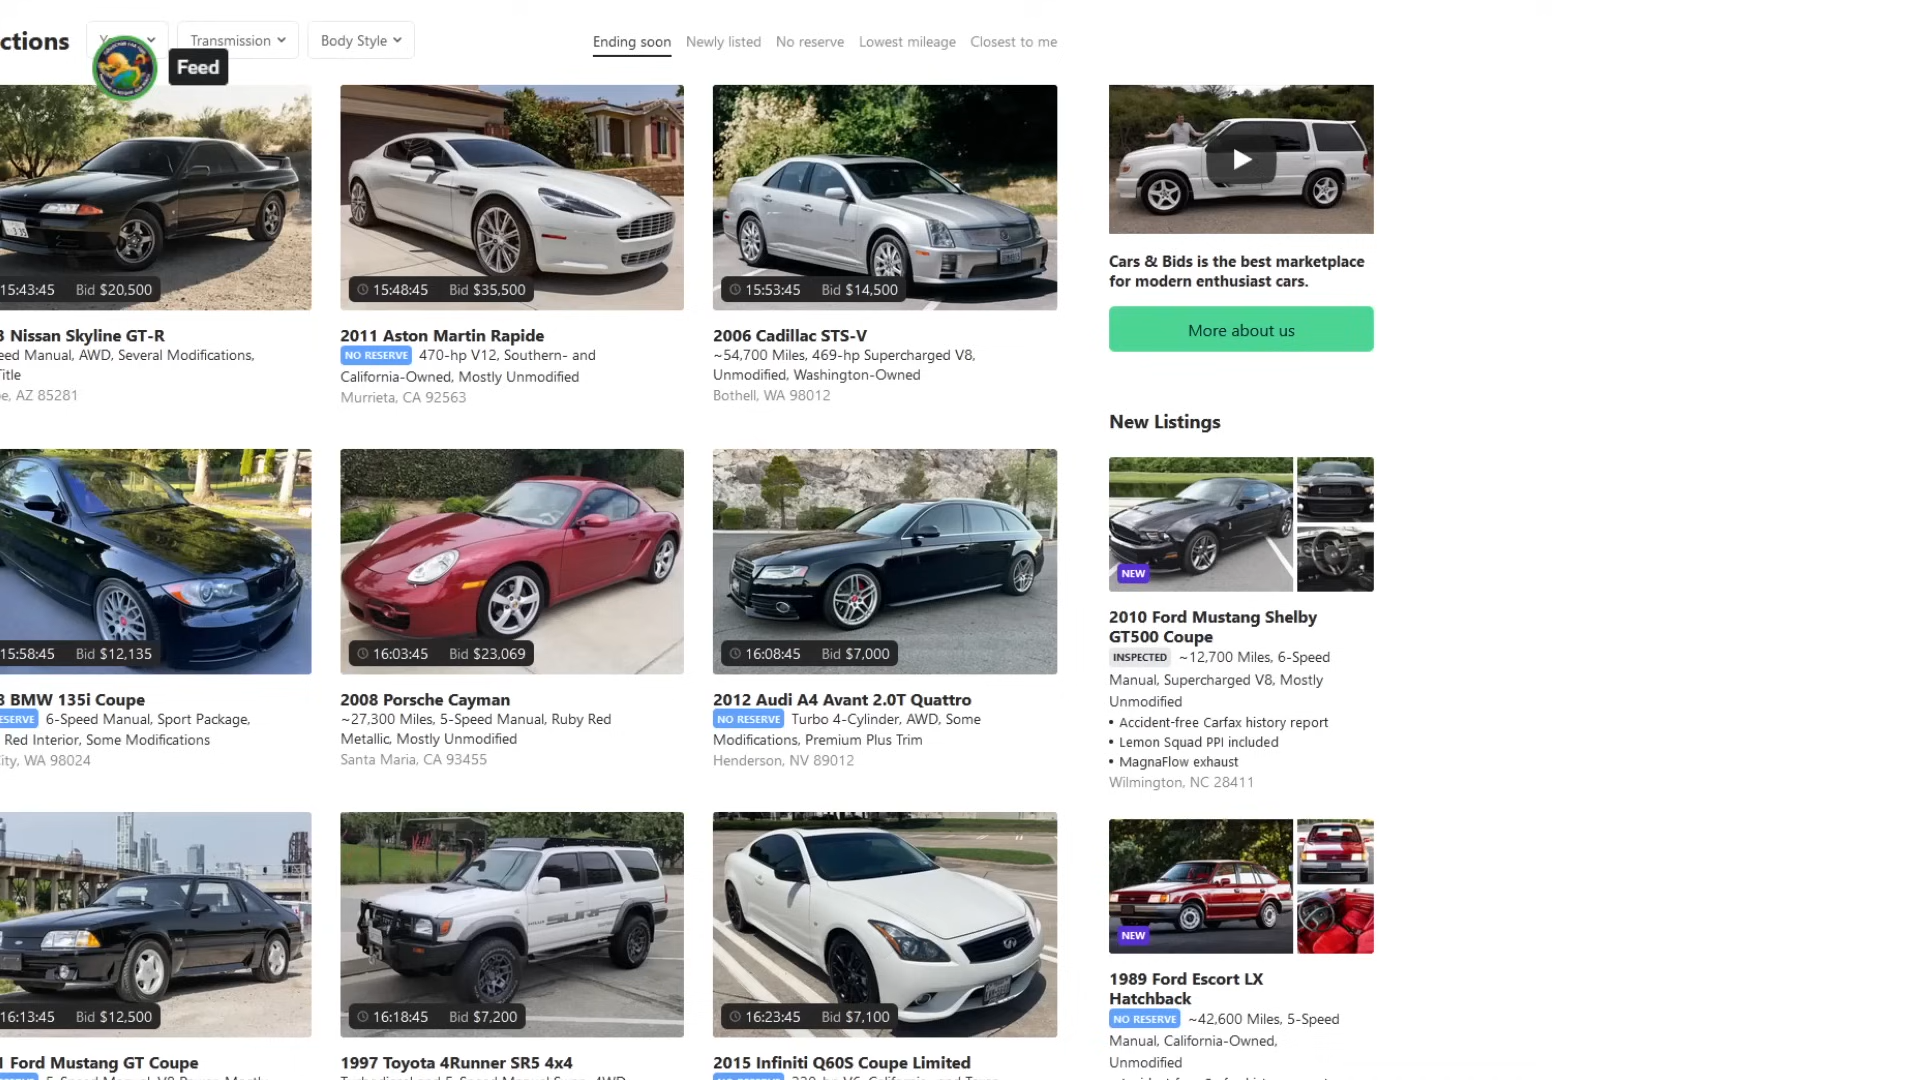 ctions
Transmission
Body Style
Ending soon
Newly listed
No reserve
Lowest mileage
Closest to me
Feed
15:43:45 Bid $20,500
3 Nissan Skyline GT-R
eed Manual, AWD, Several Modifications,
Title
e, AZ 85281
15:48:45 Bid $35,500
2011 Aston Martin Rapide
NO RESERVE 470-hp V12, Southern- and
California-Owned, Mostly Unmodified
Murrieta, CA 92563
15:53:45 Bid $14,500
2006 Cadillac STS-V
~54,700 Miles, 469-hp Supercharged V8,
Unmodified, Washington-Owned
Bothell, WA 98012
Cars & Bids is the best marketplace
for modern enthusiast cars.
More about us
New Listings
15:58:45 Bid $12,135
BMW 135i Coupe
ESERVE 6-Speed Manual, Sport Package,
Red Interior, Some Modifications
ity, WA 98024
16:03:45 Bid $23,069
2008 Porsche Cayman
~27,300 Miles, 5-Speed Manual, Ruby Red
Metallic, Mostly Unmodified
Santa Maria, CA 93455
16:08:45 Bid $7,000
2012 Audi A4 Avant 2.0T Quattro
NO RESERVE Turbo 4-Cylinder, AWD, Some
Modifications, Premium Plus Trim
Henderson, NV 89012
NEW
2010 Ford Mustang Shelby
GT500 Coupe
INSPECTED ~12,700 Miles, 6-Speed
Manual, Supercharged V8, Mostly
Unmodified
• Accident-free Carfax history report
• Lemon Squad PPI included
• MagnaFlow exhaust
Wilmington, NC 28411
16:13:45 Bid $12,500
1 Ford Mustang GT Coupe
SURF
16:18:45 Bid $7,200
1997 Toyota 4Runner SR5 4x4
16:23:45 Bid $7,100
2015 Infiniti Q60S Coupe Limited
NEW
1989 Ford Escort LX
Hatchback
NO RESERVE ~42,600 Miles, 5-Speed
Manual, California-Owned,
Unmodified